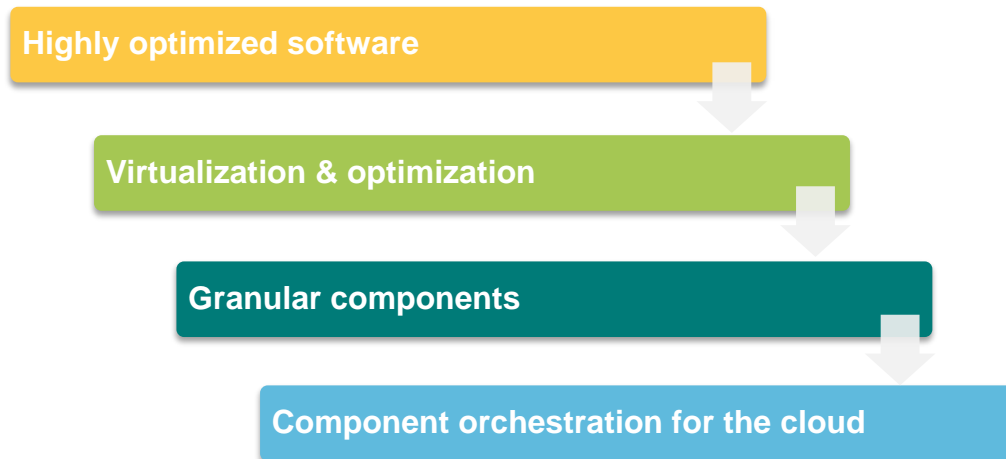 Highly optimized software
Virtualization & optimization
Granular components
Component orchestration for the cloud